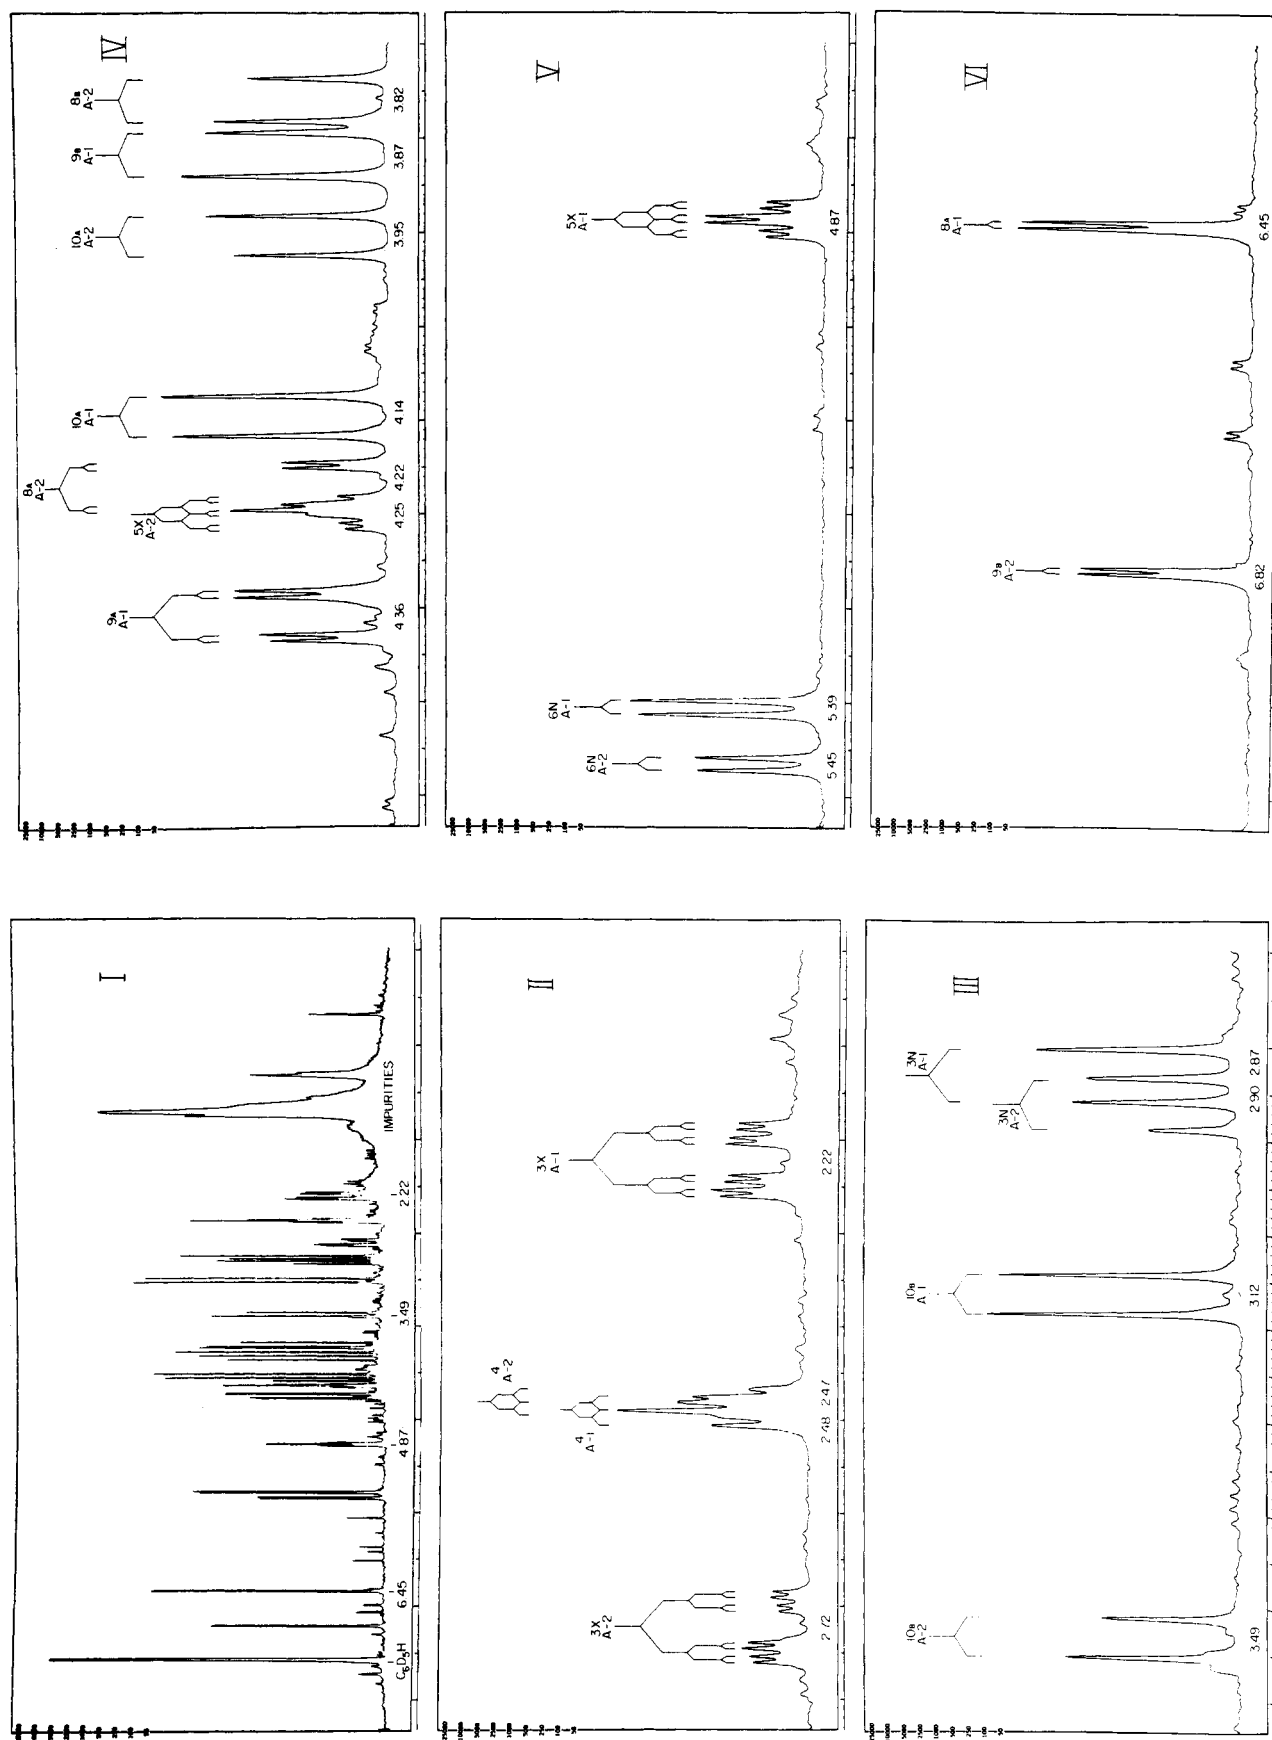 I
IMPURITIES
C6D5H
6.45
4.87
3.49
2.22
II
3X
A-2
4
A-1
4
A-2
3X
A-1
2.72
2.48
2.47
2.22
III
10B
A-2
10B
A-1
3N
A-2
3N
A-1
3.49
3.12
2.90
2.87
IV
9A
A-1
5X
A-2
8A
A-2
10A
A-1
10A
A-2
9B
A-1
8B
A-2
4.36
4.25
4.22
4.14
3.95
3.87
3.82
V
6N
A-2
6N
A-1
5X
A-1
5.45
5.39
4.87
VI
9B
A-2
8A
A-1
6.82
6.45